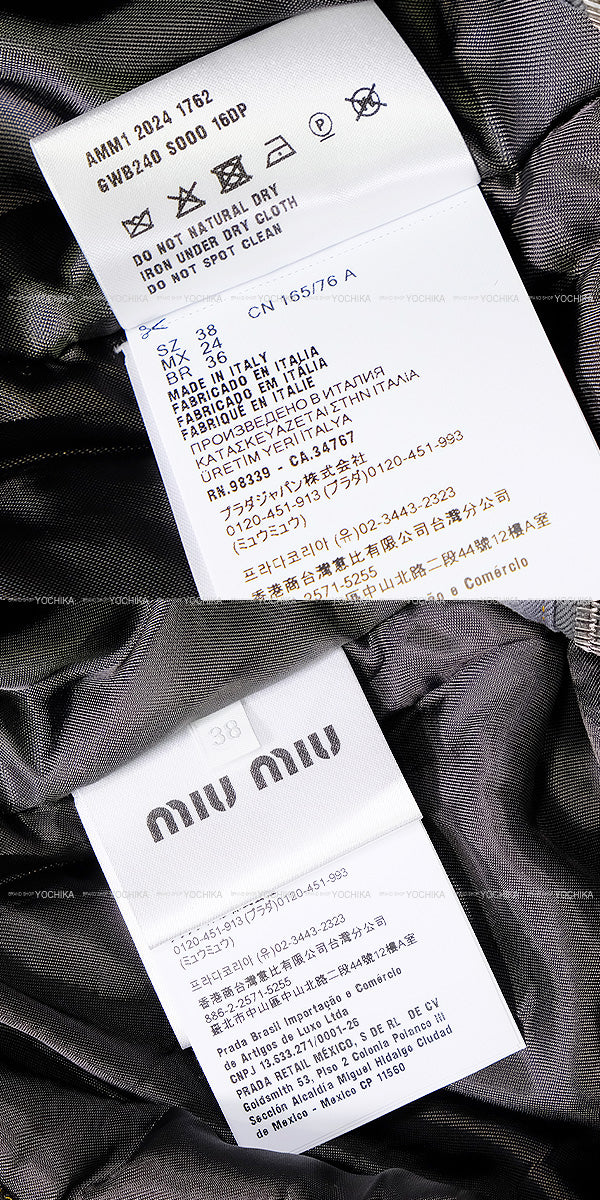 AMM1 2024 1762
GWB240 S000 16DP
P
DO NOT NATURAL DRY
IRON UNDER DRY CLOTH
DO NOT SPOT CLEAN
SZ 38 CN 165/76 A
MX 24
BR 36
MADE IN ITALY
FABRICADO EN ITALIA
FABRICADO EM ITÁLIA
FABRIQUÉ EN ITALIE
ПРОИЗВЕДЕНО В ИТАЛИЯ
ΚΑΤΑΣΚΕΥΑΖΕΤΑΙ ΣΤΗΝ ΙΤΑΛΙΑ
ÜRETİM YERİ İTALYA
RN.98339 - CA.34767
プラダジャパン株式会社
0120-451-913 (プラダ)0120-451-993
(ミュウミュウ)
프라다코리아 (유)02-3443-2323
香港商台灣意比有限公司台灣分公司
2571-5255
區中山北路二段44號12樓A室
ção e Comércio
BRAND SHOP YOCHIKA
38
miu miu
0120-451-913 (プラダ)0120-451-993
(ミュウミュウ)
프라다코리아 (유)02-3443-2323
香港商台灣意比有限公司台灣分公司
886-2-2571-5255
臺北市中山區中山北路二段44號12樓A室
Prada Brasil Importação e Comércio
de Artigos de Luxo Ltda
CNPJ 13.533.271/0001-26
PRADA RETAIL MÉXICO, S DE RL DE CV
Goldsmith 53, Piso 2 Colonia Polanco III
Sección Alcaldía Miguel Hidalgo Ciudad
de Mexico - Mexico CP 11560